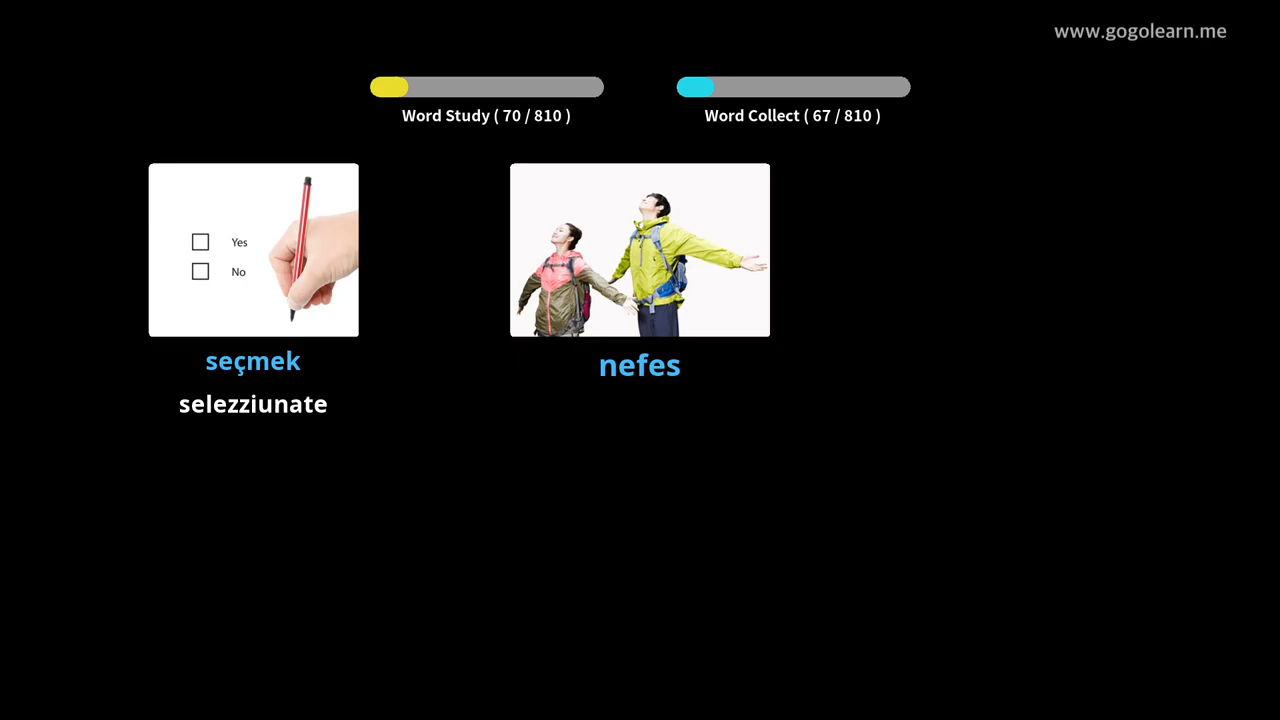 www.gogolearn.me
Word Study ( 70 / 810 )
Word Collect ( 67 / 810 )
Yes
No
seçmek
selezziunate
nefes